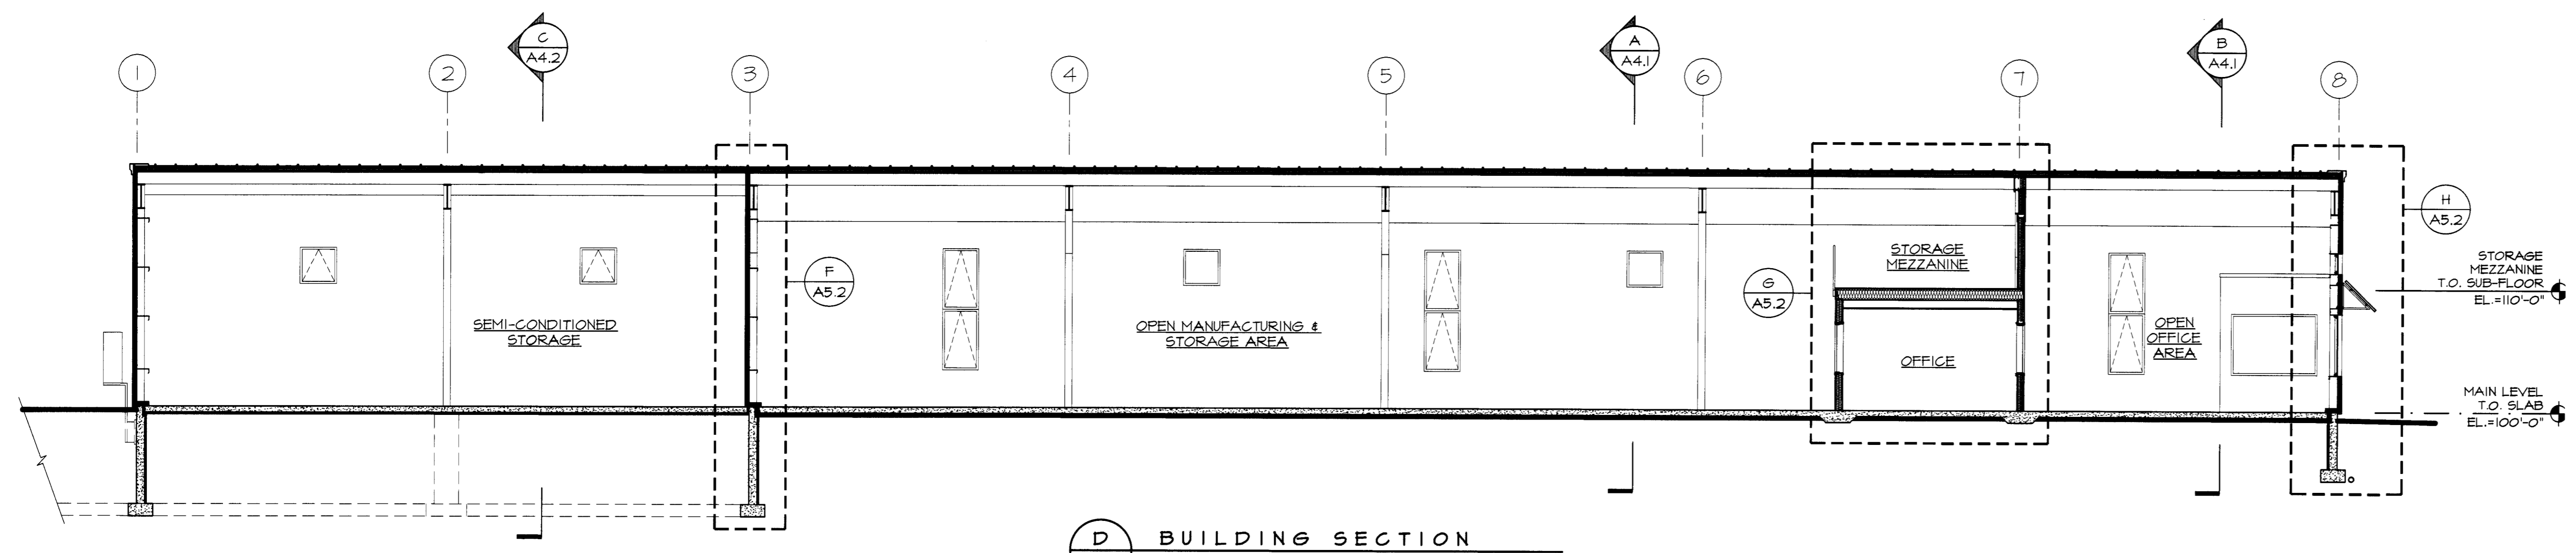 C
A4.2
A
A4.1
B
A4.1
1
2
3
4
5
6
7
8
H
A5.2
F
A5.2
G
A5.2
STORAGE
MEZZANINE
STORAGE
MEZZANINE
T.O. SUB-FLOOR
EL.=110'-0"
SEMI-CONDITIONED
STORAGE
OPEN MANUFACTURING &
STORAGE AREA
OFFICE
OPEN
OFFICE
AREA
MAIN LEVEL
T.O. SLAB
EL.=100'-0"
D
BUILDING SECTION